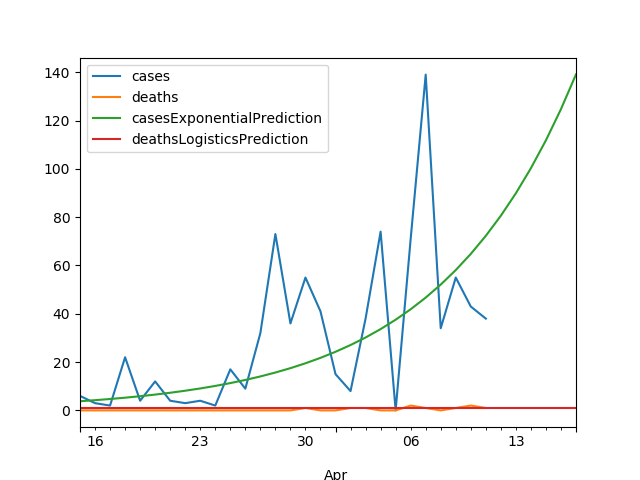 140
120
100
80
60
40
20
0
cases
deaths
casesExponentialPrediction
deathsLogisticsPrediction
16 23 30 06 13
Apr